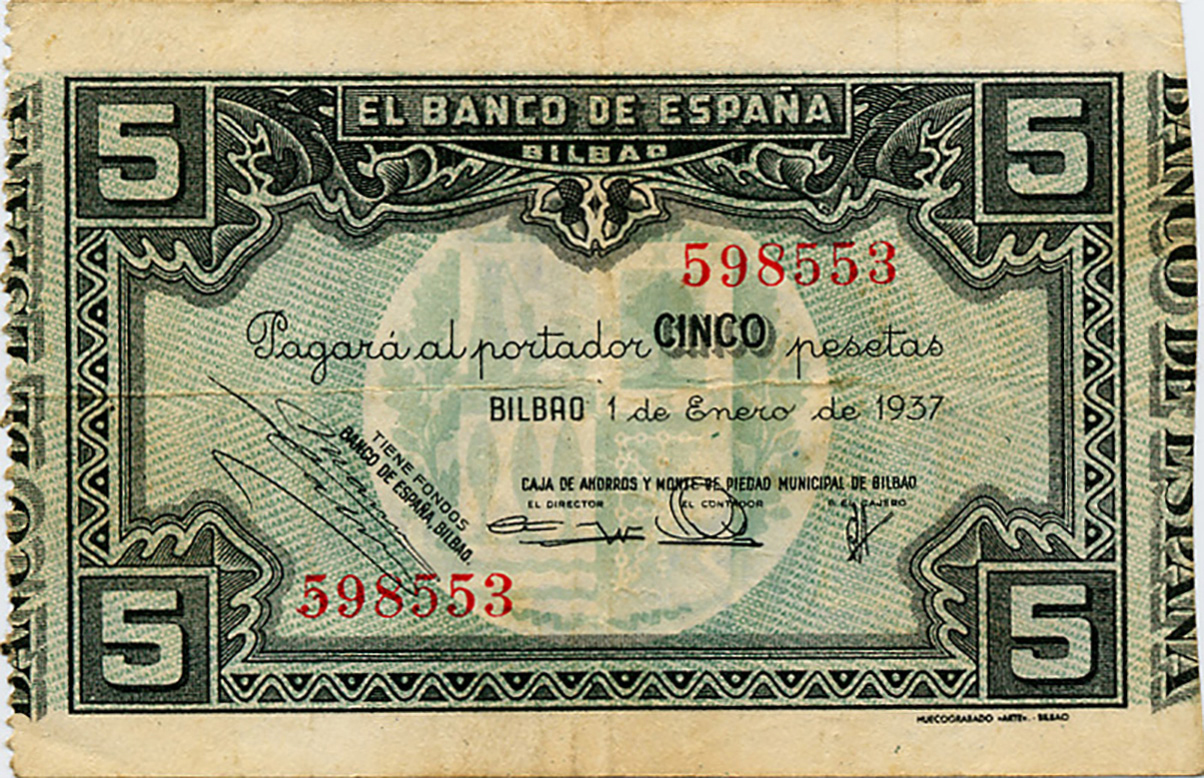 EL BANCO DE ESPAÑA
BILBAO
5
5
598553
Pagará al portador CINCO pesetas
BILBAO 1 de Enero de 1937
TIENE FONDOS
BANCO DE ESPAÑA, BILBAO.
CAJA DE AHORROS Y MONTE DE PIEDAD MUNICIPAL DE BILBAO
EL DIRECTOR EL CONTADOR P. EL CAJERO
598553
5
5
BANCO DE ESPAÑA
BANCO DE ESPAÑA
HUECOGRABADO «ARTE».- BILBAO